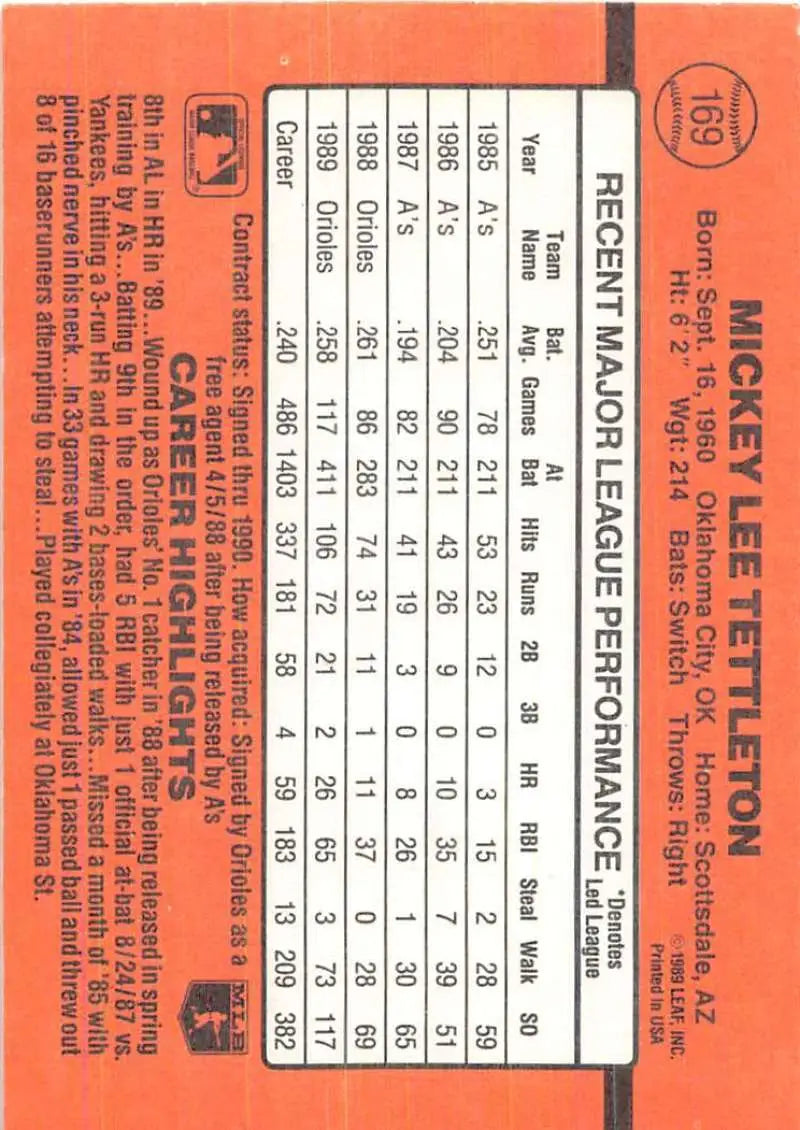 169
MICKEY LEE TETTLETON
Born: Sept. 16, 1960 Oklahoma City, OK Home: Scottsdale, AZ
Ht: 6'2" Wgt: 214 Bats: Switch Throws: Right
© 1989 LEAF, INC.
Printed in USA
RECENT MAJOR LEAGUE PERFORMANCE *Denotes
Led League
Team Bat. At
Year Name Avg. Games Bat Hits Runs 2B 3B HR RBI Steal Walk SO
1985 A's .251 78 211 53 23 12 0 3 15 2 28 59
1986 A's .204 90 211 43 26 9 0 10 35 7 39 51
1987 A's .194 82 211 41 19 3 0 8 26 1 30 65
1988 Orioles .261 86 283 74 31 11 1 11 37 0 28 69
1989 Orioles .258 117 411 106 72 21 2 26 65 3 73 117
Career .240 486 1403 337 181 58 4 59 183 13 209 382
Contract status: Signed thru 1990. How acquired: Signed by Orioles as a
free agent 4/5/88 after being released by A's
MLB
CAREER HIGHLIGHTS
8th in AL in HR in '89...Wound up as Orioles' No. 1 catcher in '88 after being released in spring
training by A's...Batting 9th in the order, had 5 RBI with just 1 official at-bat 8/24/87 vs.
Yankees, hitting a 3-run HR and drawing 2 bases-loaded walks...Missed a month of '85 with
pinched nerve in his neck...In 33 games with A's in '84, allowed just 1 passed ball and threw out
8 of 16 baserunners attempting to steal...Played collegiately at Oklahoma St.